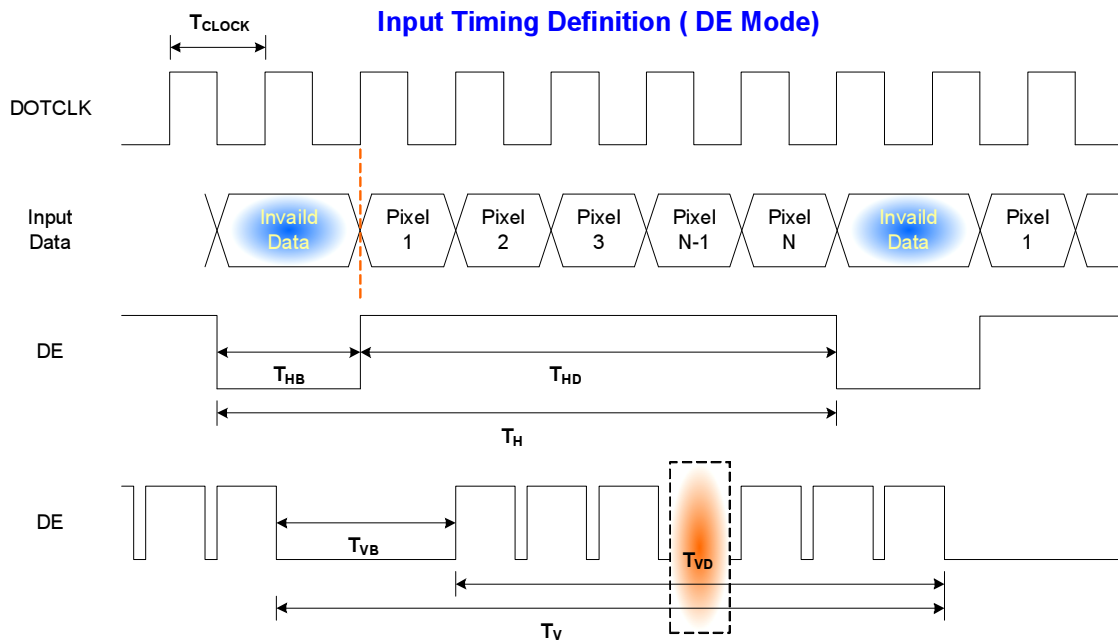 Input Timing Definition ( DE Mode)
TCLOCK
DOTCLK
Input
Data
Invaild
Data
Pixel
1
Pixel
2
Pixel
3
Pixel
N-1
Pixel
N
Invaild
Data
Pixel
1
DE
THB
THD
TH
DE
TVB
TVD
TV